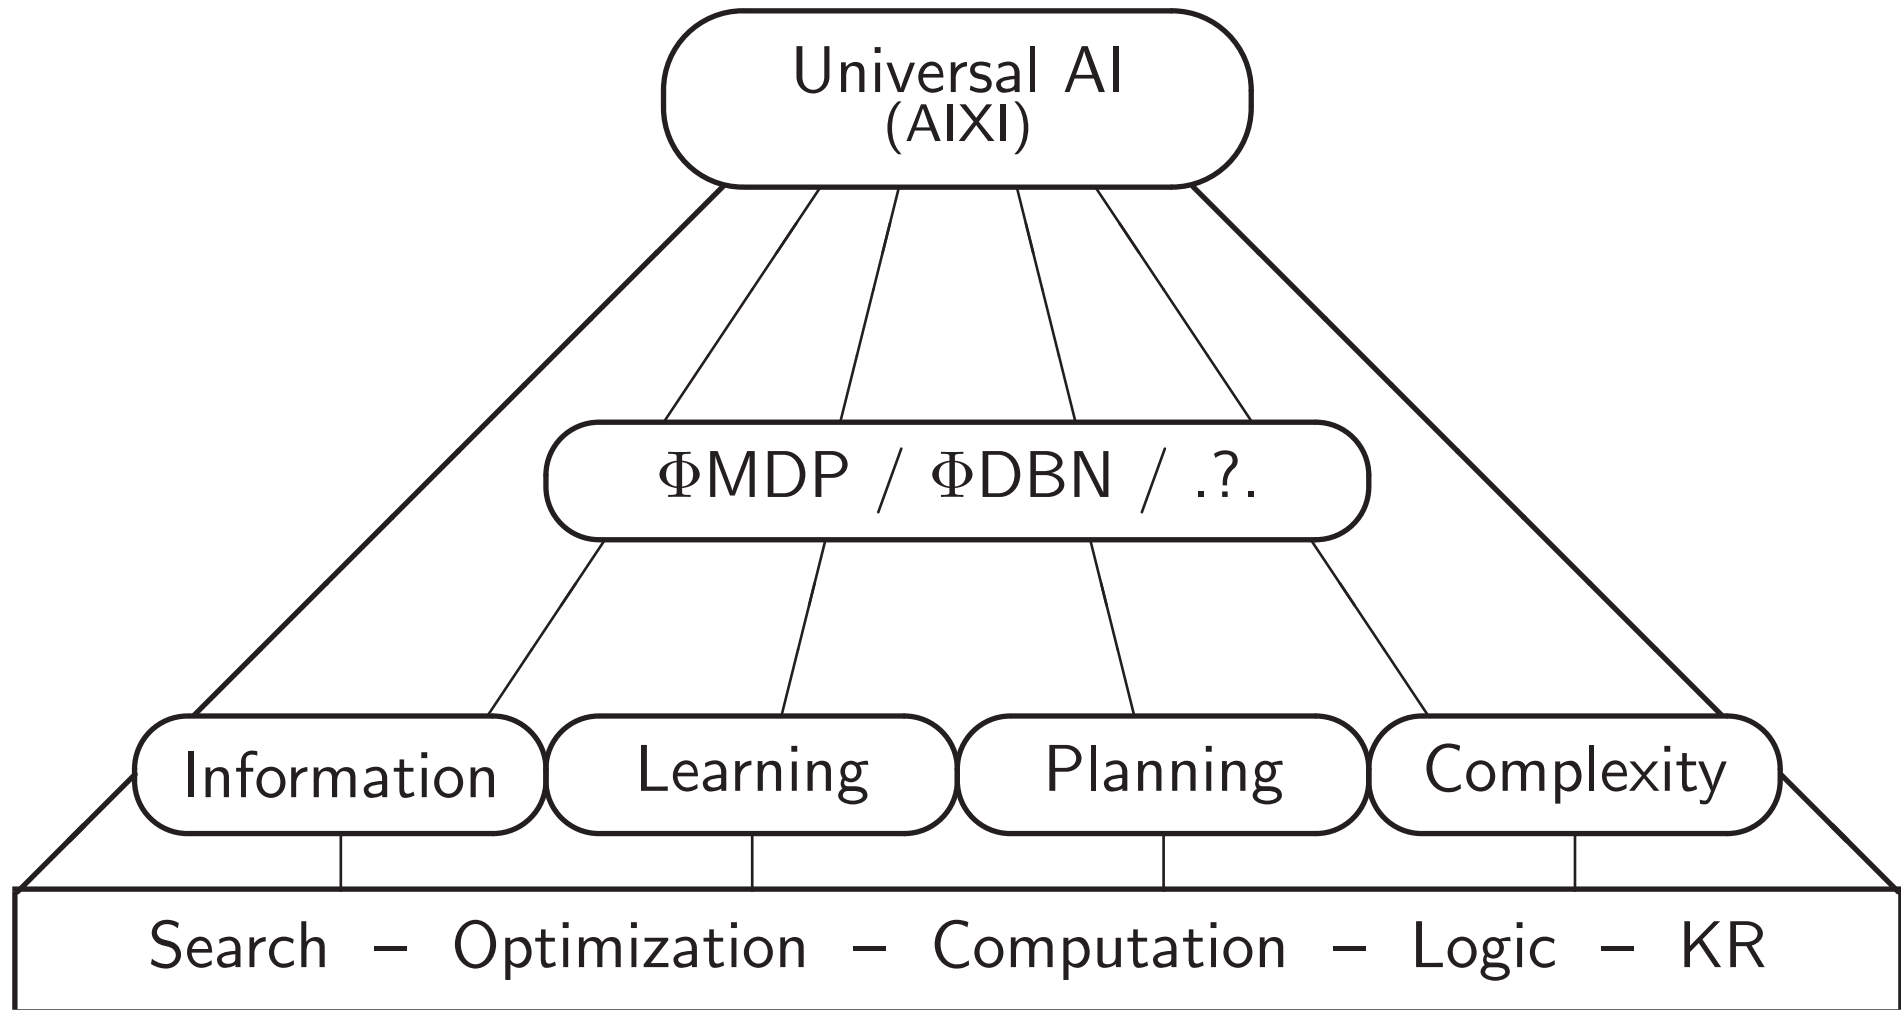 Universal AI
(AIXI)
ΦMDP / ΦDBN / .?.
Information Learning Planning Complexity
Search – Optimization – Computation – Logic – KR